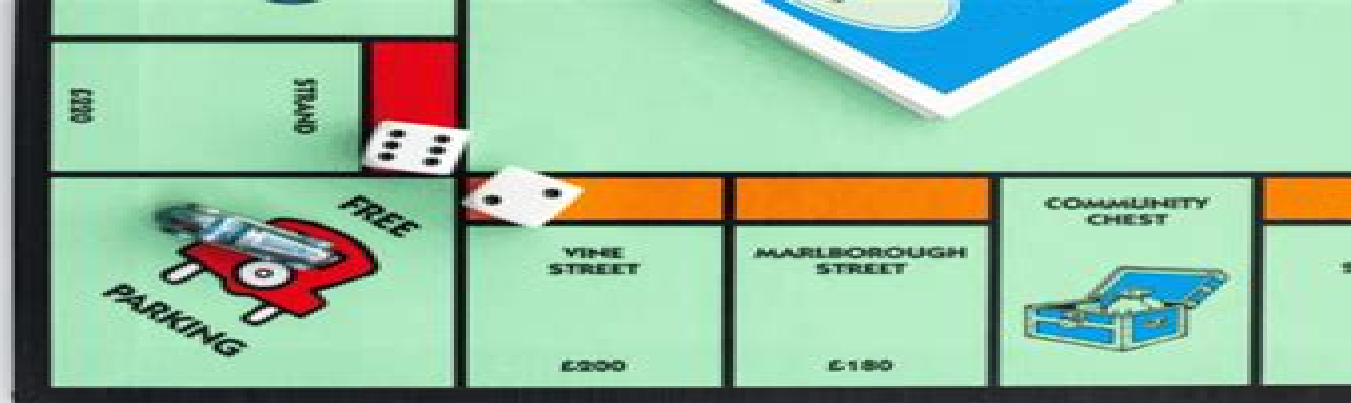 £220
STRAND
FREE
PARKING
VINE
STREET
£200
MARLBOROUGH
STREET
£180
COMMUNITY
CHEST